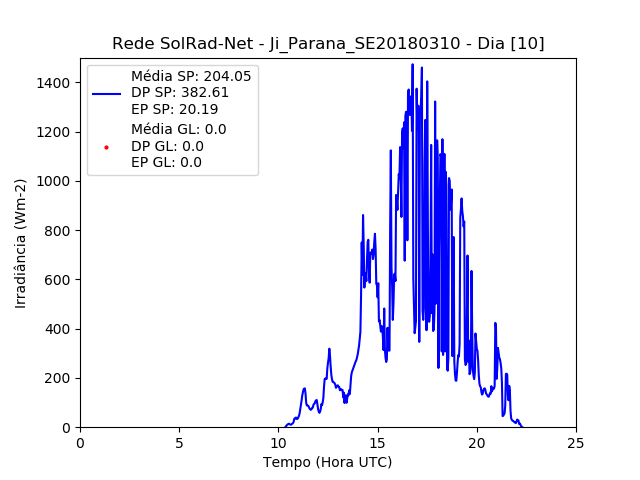 Rede SolRad-Net - Ji_Parana_SE20180310 - Dia [10]
Média SP: 204.05
DP SP: 382.61
EP SP: 20.19
Média GL: 0.0
DP GL: 0.0
EP GL: 0.0
Irradiância (Wm-2)
1400
1200
1000
800
600
400
200
0
0 5 10 15 20 25
Tempo (Hora UTC)